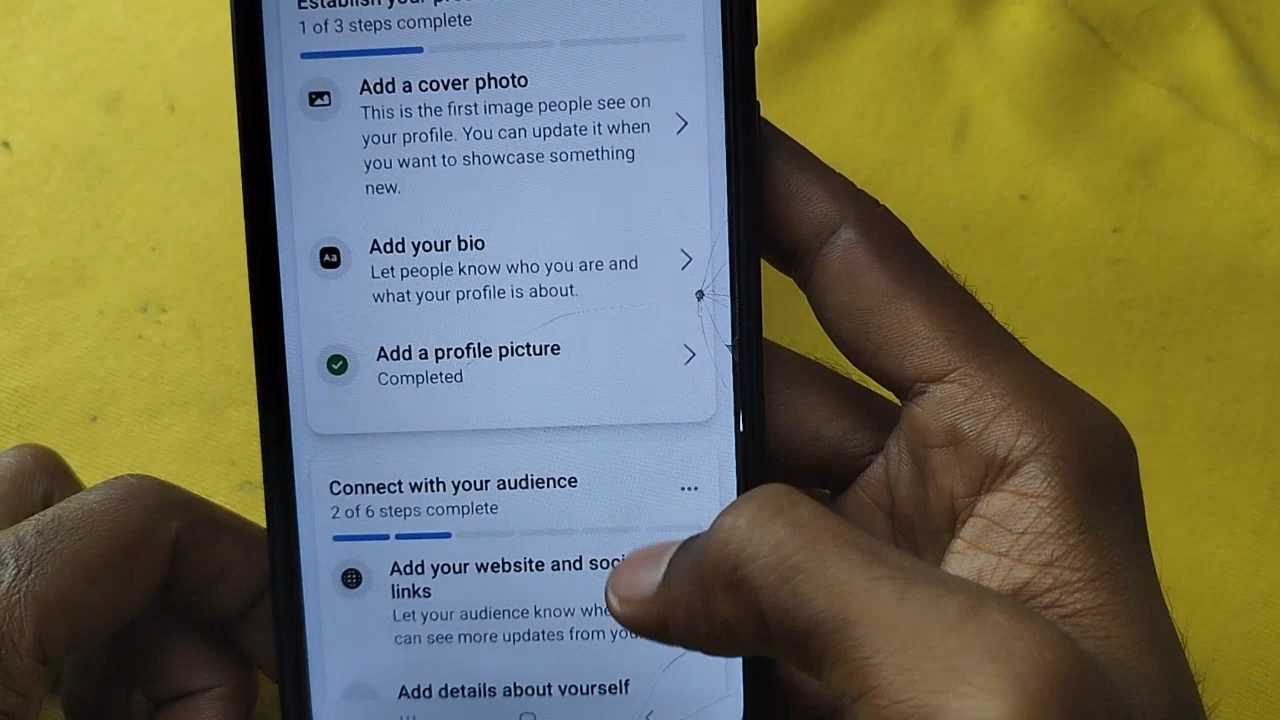 Establish your
1 of 3 steps complete
Add a cover photo
This is the first image people see on
your profile. You can update it when
you want to showcase something
new.
Aa
Add your bio
Let people know who you are and
what your profile is about.
Add a profile picture
Completed
Connect with your audience
2 of 6 steps complete
Add your website and
links
Let your audience know
can see more updates from
Add details about yourself